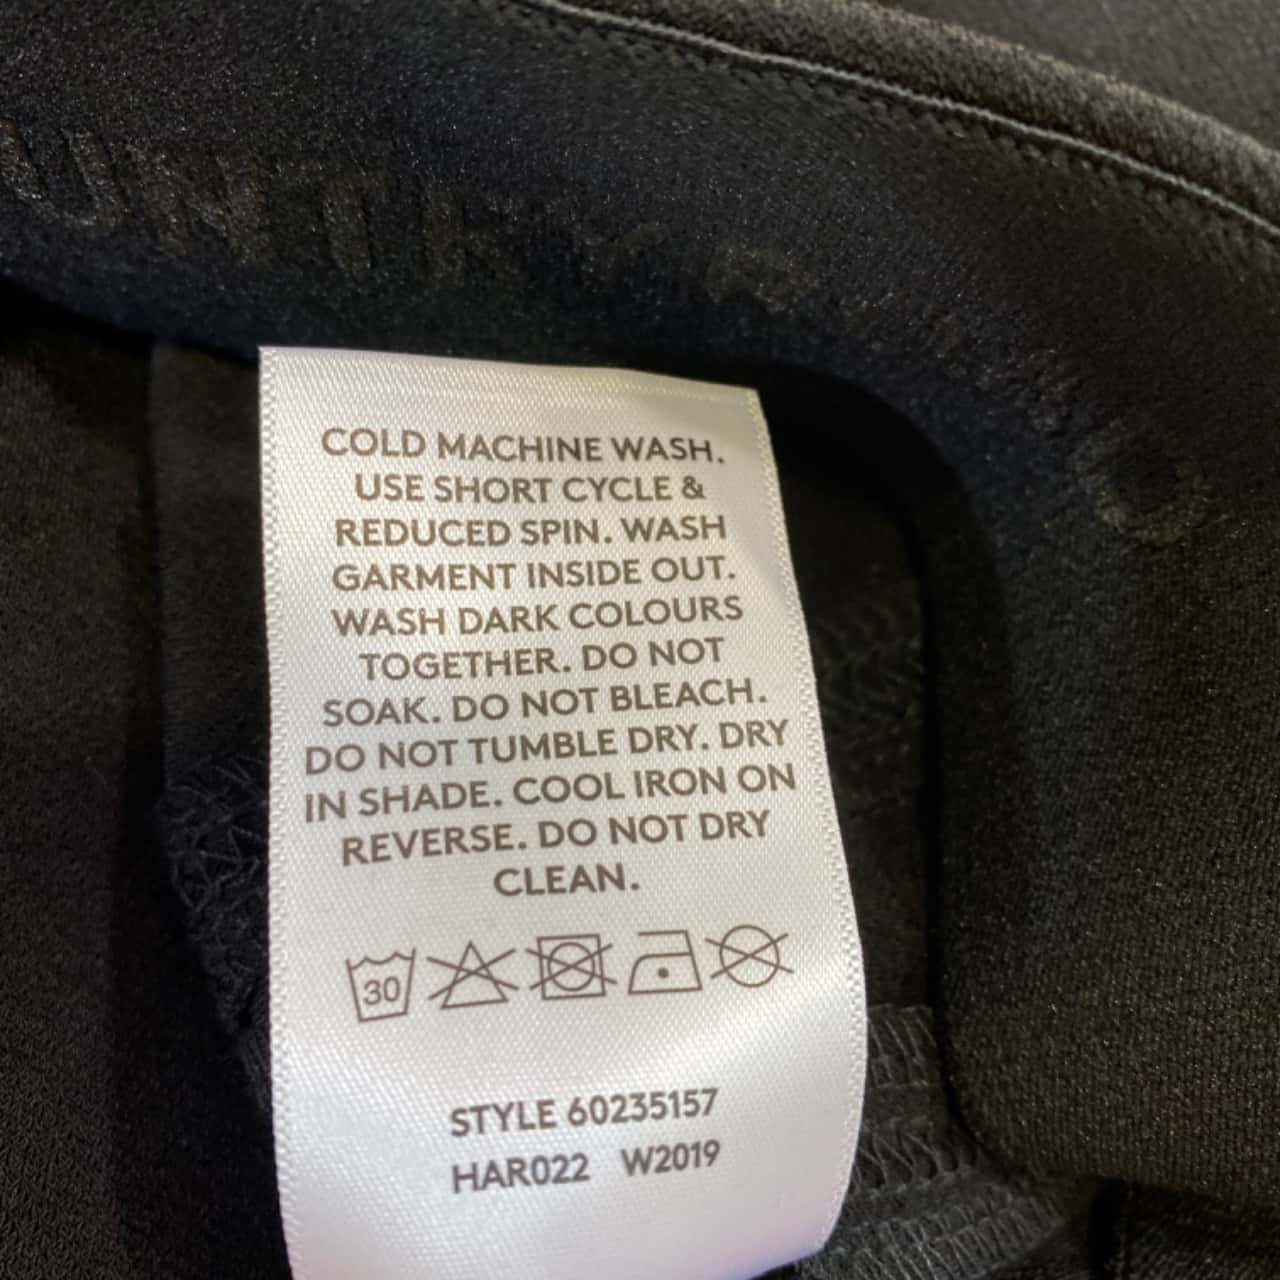 COLD MACHINE WASH.
USE SHORT CYCLE &
REDUCED SPIN. WASH
GARMENT INSIDE OUT.
WASH DARK COLOURS
TOGETHER. DO NOT
SOAK. DO NOT BLEACH.
DO NOT TUMBLE DRY. DRY
IN SHADE. COOL IRON ON
REVERSE. DO NOT DRY
CLEAN.
30
STYLE 60235157
HAR022 W2019